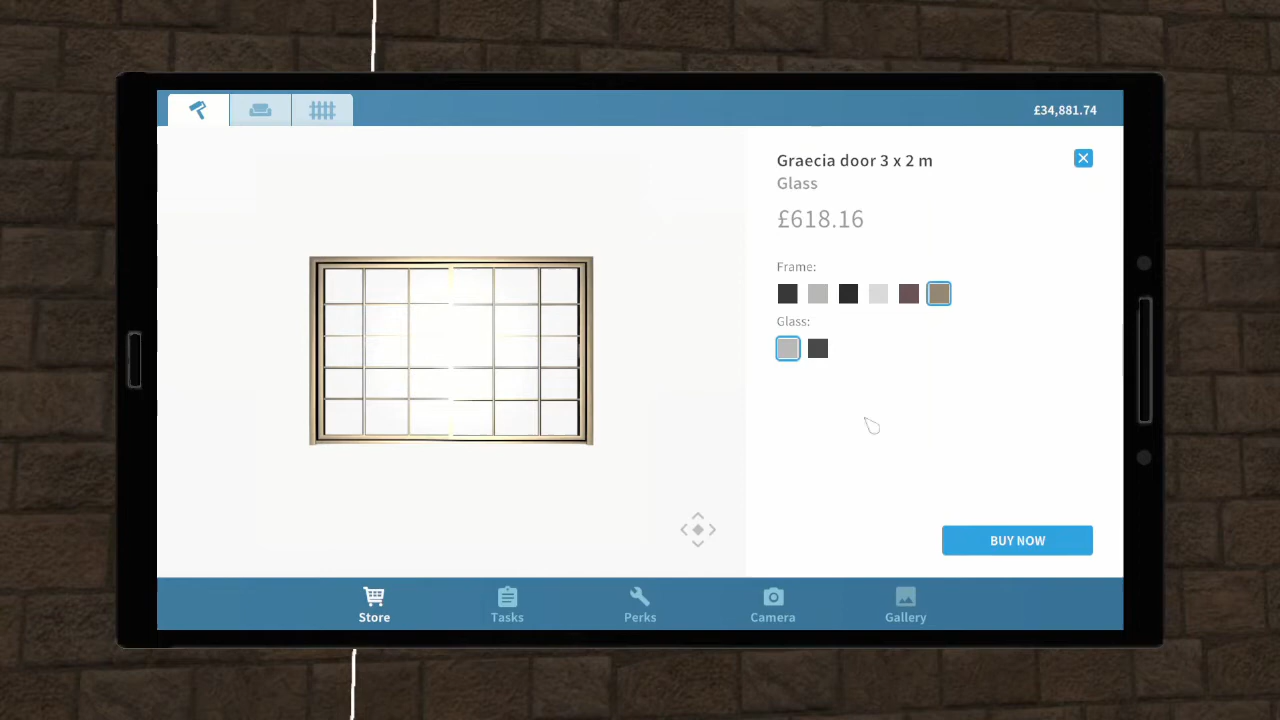 £34,881.74
Graecia door 3 x 2 m
Glass
£618.16
Frame:
Glass:
BUY NOW
Store
Tasks
Perks
Camera
Gallery